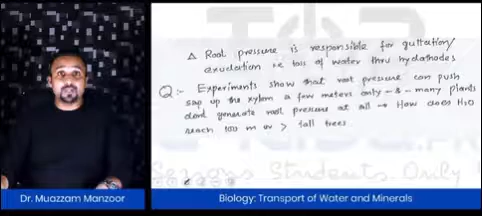 Δ Root pressure is responsible for guttation/
exudation i.e loss of water thru hydathodes
Q:- Experiments show that root pressure can push
sap up the xylem a few meters only - & - many plants
dont generate root pressure at all → How does H2O
reach 100 m or > tall trees
Seasons Students Only
Dr. Muazzam Manzoor
Biology: Transport of Water and Minerals